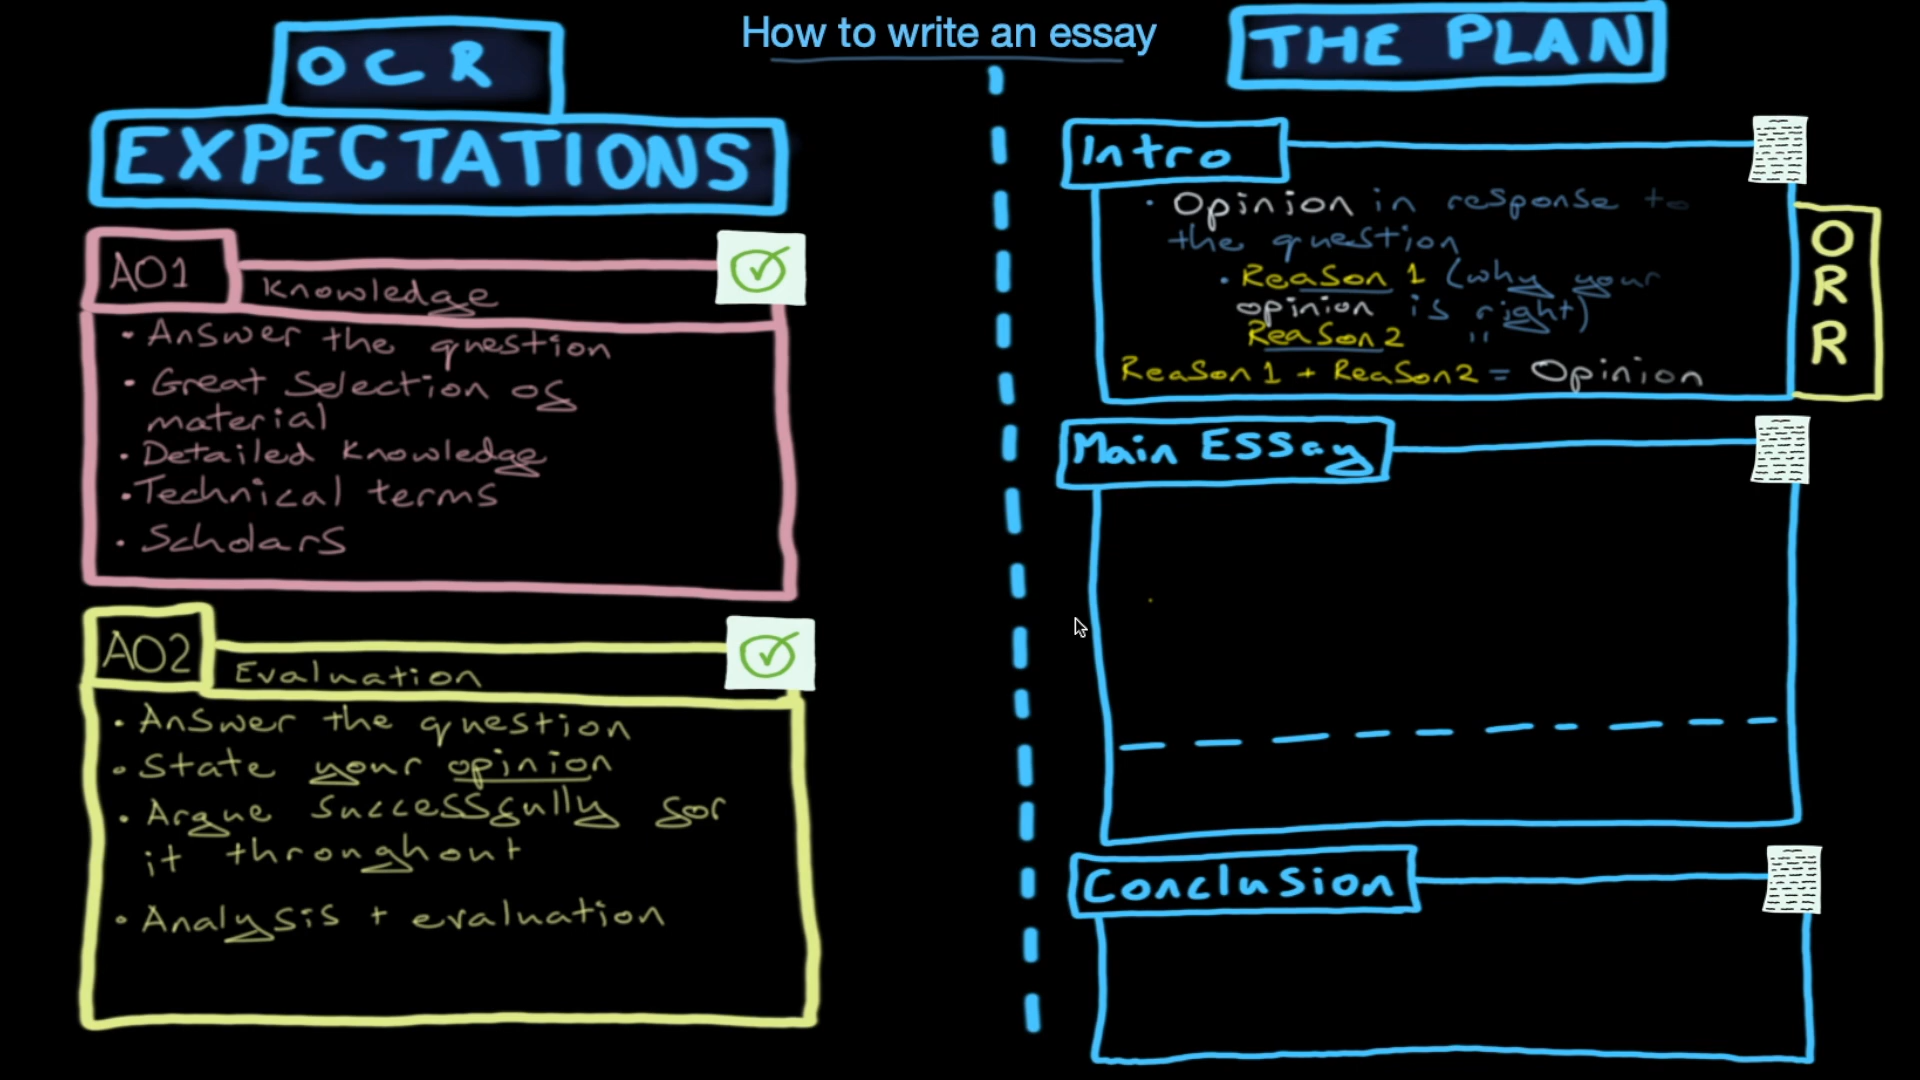 How to write an essay
OCR
EXPECTATIONS
AO1
Knowledge
• Answer the question
• Great selection of
material
• Detailed knowledge
• Technical terms
• Scholars
AO2
Evaluation
• Answer the question
• State your opinion
• Argue successfully for
it throughout
• Analysis + evaluation
THE PLAN
Intro
• Opinion in response to
the question
• Reason 1 (why your
opinion is right)
Reason 2 "
Reason 1 + Reason 2 = Opinion
O
R
R
Main Essay
Conclusion